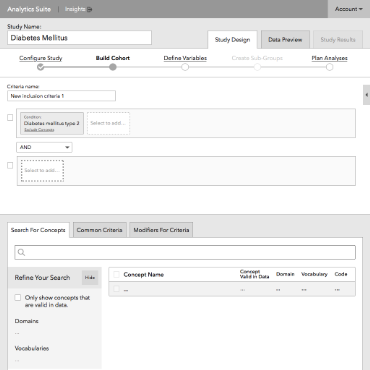 Analytics Suite | Insights
Account
Study Name:
Diabetes Mellitus
Study Design
Data Preview
Study Results
Configure Study
Build Cohort
Define Variables
Create Sub-Groups
Plan Analyses
Criteria name:
New inclusion criteria 1
Condition
Diabetes mellitus type 2
Exclude Concepts
Select to add...
AND
Select to add...
Search For Concepts
Common Criteria
Modifiers For Criteria
Refine Your Search
Hide
Only show concepts that
are valid in data.
Domains
...
Vocabularies
...
Concept Name
Concept
Valid in Data
Domain
Vocabulary
Code
...
...
...
...
...